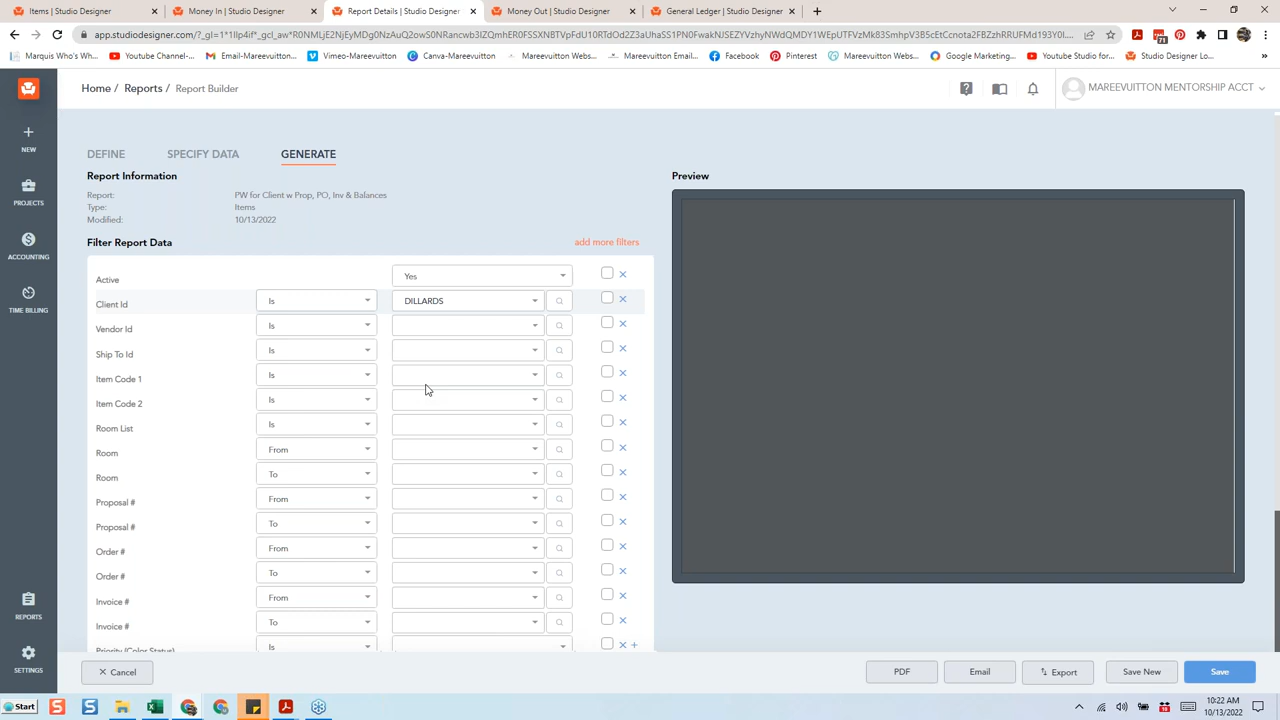 Items | Studio Designer
Money In | Studio Designer
Report Details | Studio Designer
Money Out | Studio Designer
General Ledger | Studio Designer
Marquis Who's Who...
Youtube Channel-...
Email-Mareevuitton...
Vimeo-Mareevuitton
Canvas-Mareevuitton
Mareevuitton Webs...
Mareevuitton Email...
Facebook
Pinterest
Mareevuitton Webs...
Google Marketing:...
Youtube Studio for...
Studio Designer Lo...
Home / Reports / Report Builder
MAREEVUITTON MENTORSHIP ACCT
NEW
PROJECTS
ACCOUNTING
TIME BILLING
REPORTS
SETTINGS
DEFINE SPECIFY DATA GENERATE
Report Information
Preview
Report: PW for Client w Prop, PO, Inv & Balances
Type: Items
Modified: 10/13/2022
Filter Report Data add more filters
Active Yes
Client Id Is DILLARDS
Vendor Id Is
Ship To Id Is
Item Code 1 Is
Item Code 2 Is
Room List Is
Room From
Room To
Proposal # From
Proposal # To
Order # From
Order # To
Invoice # From
Invoice # To
Priority (Color Status) Is
Cancel
PDF
Email
Export
Save New
Save
Start
10:22 AM
10/13/2022